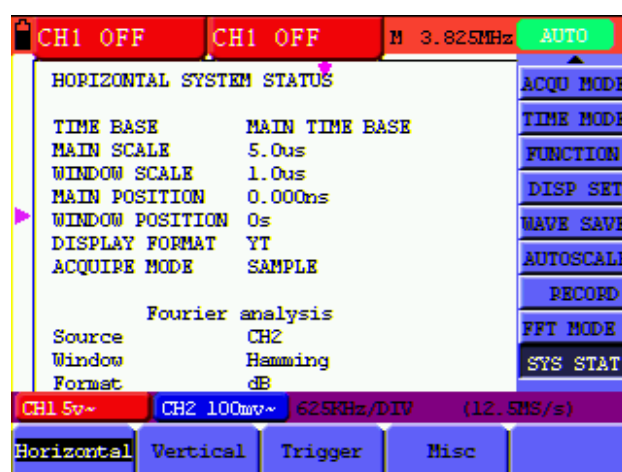 CH1 OFF CH1 OFF M 3.825MHz AUTO
HORIZONTAL SYSTEM STATUS
TIME BASE MAIN TIME BASE
MAIN SCALE 5.0us
WINDOW SCALE 1.0us
MAIN POSITION 0.000ns
WINDOW POSITION 0s
DISPLAY FORMAT YT
ACQUIRE MODE SAMPLE
Fourier analysis
Source CH2
Window Hamming
Format dB
ACQU MODE
TIME MODE
FUNCTION
DISP SET
WAVE SAVE
AUTOSCALE
RECORD
FFT MODE
SYS STAT
CH1 5v~ CH2 100mv~ 625KHz/DIV (12.5MS/s)
Horizontal Vertical Trigger Misc